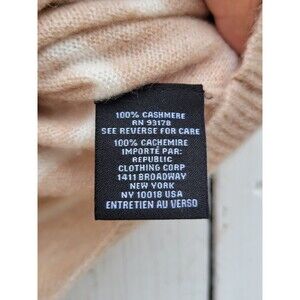 100% CASHMERE
RN 93178
SEE REVERSE FOR CARE
100% CACHEMIRE
IMPORTÉ PAR:
REPUBLIC
CLOTHING CORP
1411 BROADWAY
NEW YORK
NY 10018 USA
ENTRETIEN AU VERSO